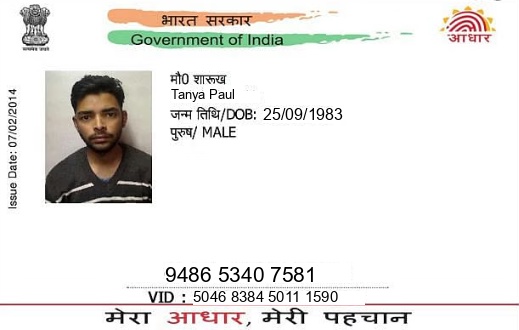 भारत सरकार
Government of India
आधार
Issue Date: 07/02/2014
मौ0 शारूख
Tanya Paul
जन्म तिथि/DOB: 25/09/1983
पुरुष/ MALE
9486 5340 7581
VID : 5046 8384 5011 1590
मेरा आधार, मेरी पहचान